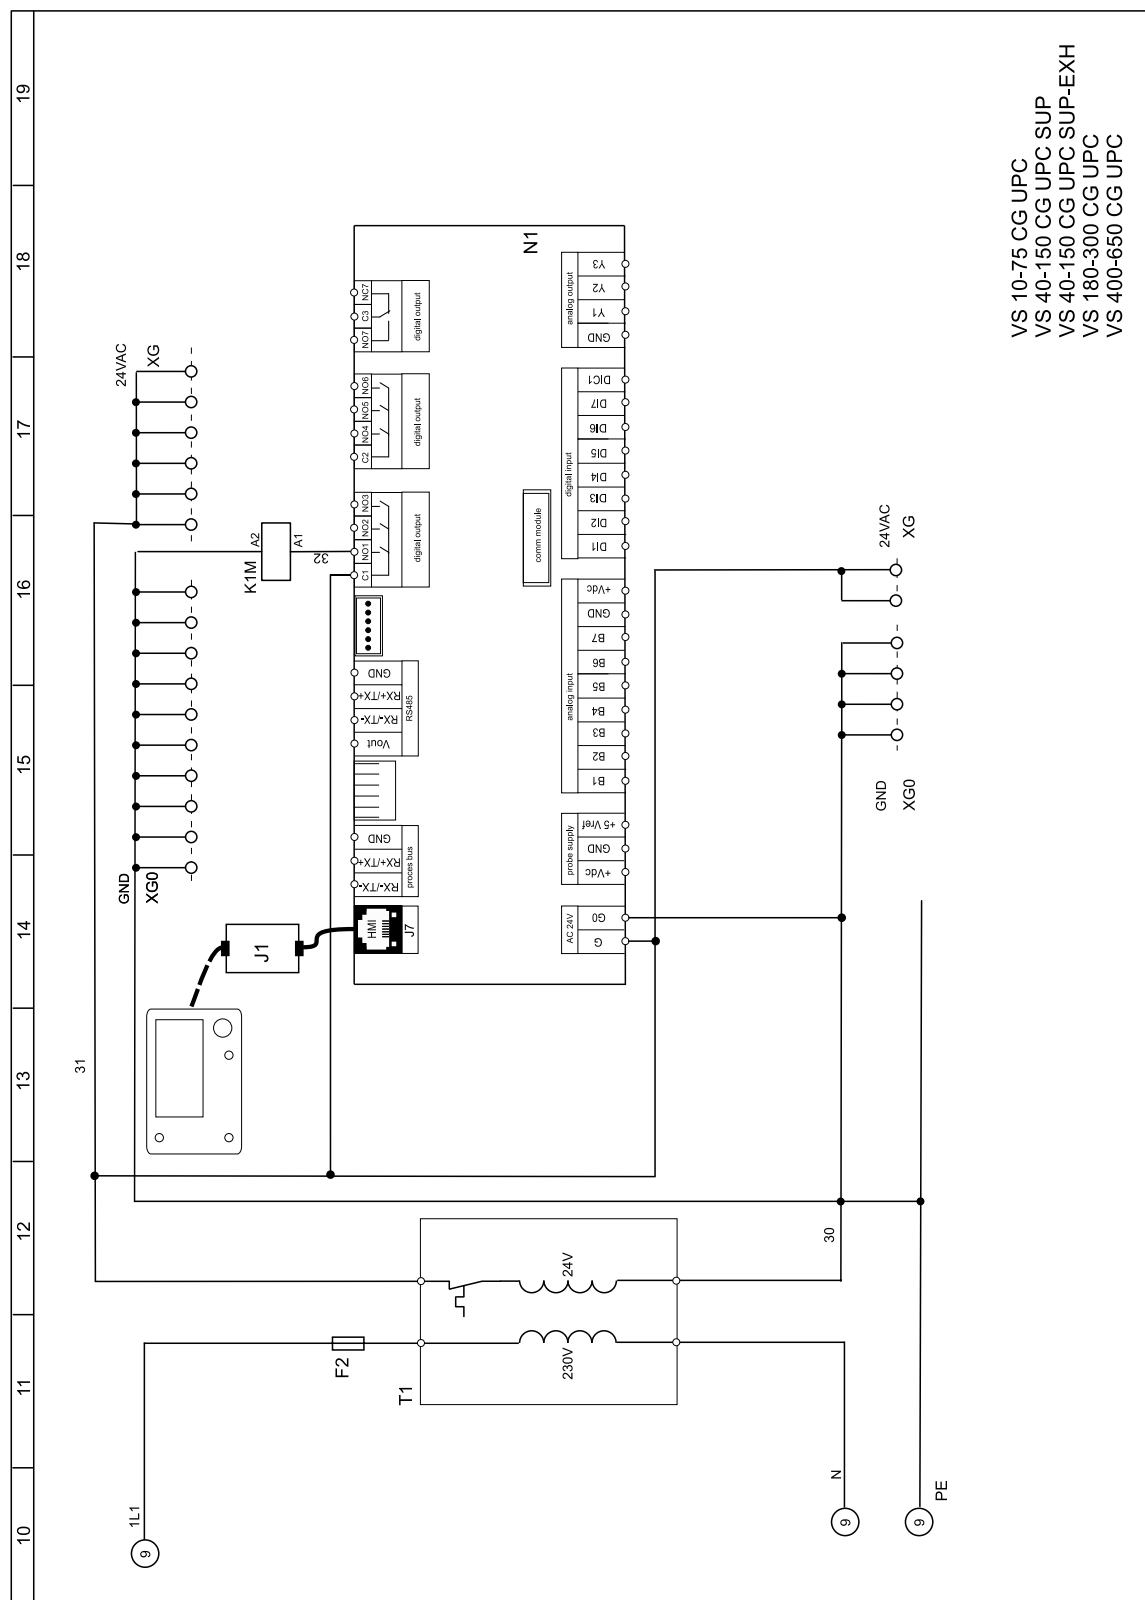 10
11
12
13
14
15
16
17
18
19
9
1L1
F2
T1
230V
24V
9
N
9
PE
30
31
GND
XG0
24VAC
XG
K1M
A2
A1
32
J1
HMI
J7
RX-/TX-
RX+/TX+
GND
proces bus
Vout
RX-/TX-
RX+/TX+
GND
RS485
C1
NO1
NO2
NO3
digital output
C2
NO4
NO5
NO6
digital output
NO7
C3
NC7
digital output
N1
comm module
AC 24V
G
G0
probe supply
+Vdc
GND
+5 Vref
analog input
B1
B2
B3
B4
B5
B6
B7
GND
+Vdc
digital input
DI1
DI2
DI3
DI4
DI5
DI6
DI7
DIC1
analog output
GND
Y1
Y2
Y3
GND
XG0
24VAC
XG
VS 10-75 CG UPC
VS 40-150 CG UPC SUP
VS 40-150 CG UPC SUP-EXH
VS 180-300 CG UPC
VS 400-650 CG UPC